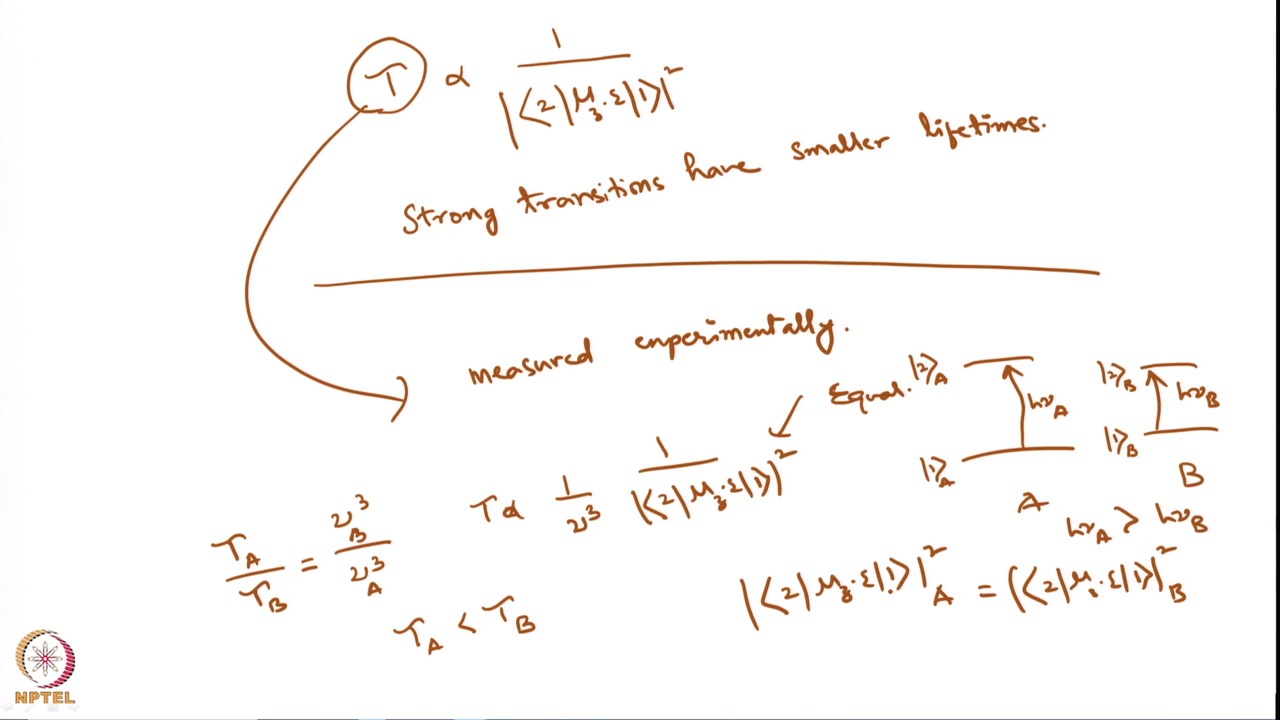 τ ∝ 1 / |⟨2|μ_z·ε|1⟩|²
Strong transitions have smaller lifetimes.
measured enperimentally.
Equal.
τ ∝ 1/ν³ 1 / |⟨2|μ_z·ε|1⟩|²
|2⟩_A
hν_A
|1⟩_A
A
|2⟩_B
hν_B
|1⟩_B
B
hν_A > hν_B
τ_A / τ_B = ν_B³ / ν_A³
τ_A < τ_B
|⟨2|μ_z·ε|1⟩|²_A = |⟨2|μ_z·ε|1⟩|²_B
NPTEL